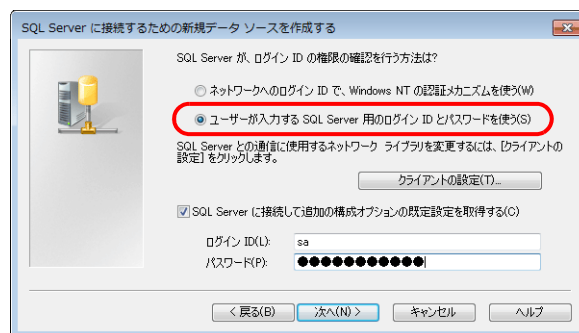 SQL Server に接続するための新規データ ソースを作成する
SQL Server が、ログイン ID の権限の確認を行う方法は?
ネットワークへのログイン ID で、Windows NT の認証メカニズムを使う(W)
ユーザーが入力する SQL Server 用のログイン ID とパスワードを使う(S)
SQL Server との通信に使用するネットワーク ライブラリを変更するには、[クライアントの
設定] をクリックします。
クライアントの設定(T)...
SQL Server に接続して追加の構成オプションの既定設定を取得する(C)
ログイン ID(L): sa
パスワード(P): ●●●●●●●●●●●
< 戻る(B) 次へ(N) > キャンセル ヘルプ